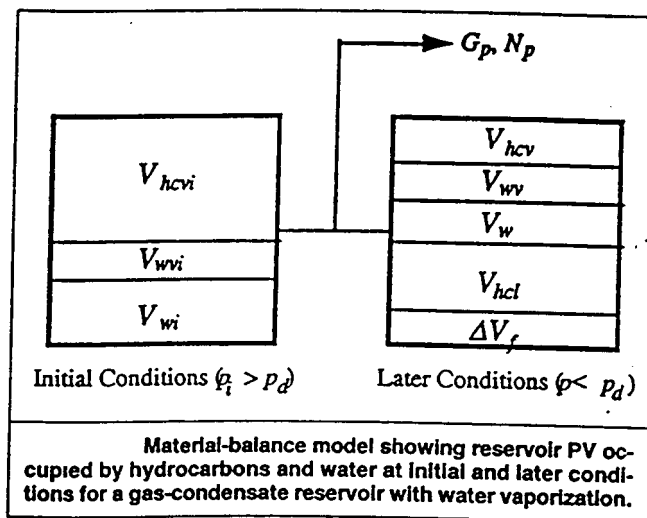 G_p, N_p
V_hcvi
V_wvi
V_wi
V_hcv
V_wv
V_w
V_hcl
ΔV_f
Initial Conditions (p_i > p_d)
Later Conditions (p< p_d)
Material-balance model showing reservoir PV oc-
cupied by hydrocarbons and water at initial and later condi-
tions for a gas-condensate reservoir with water vaporization.